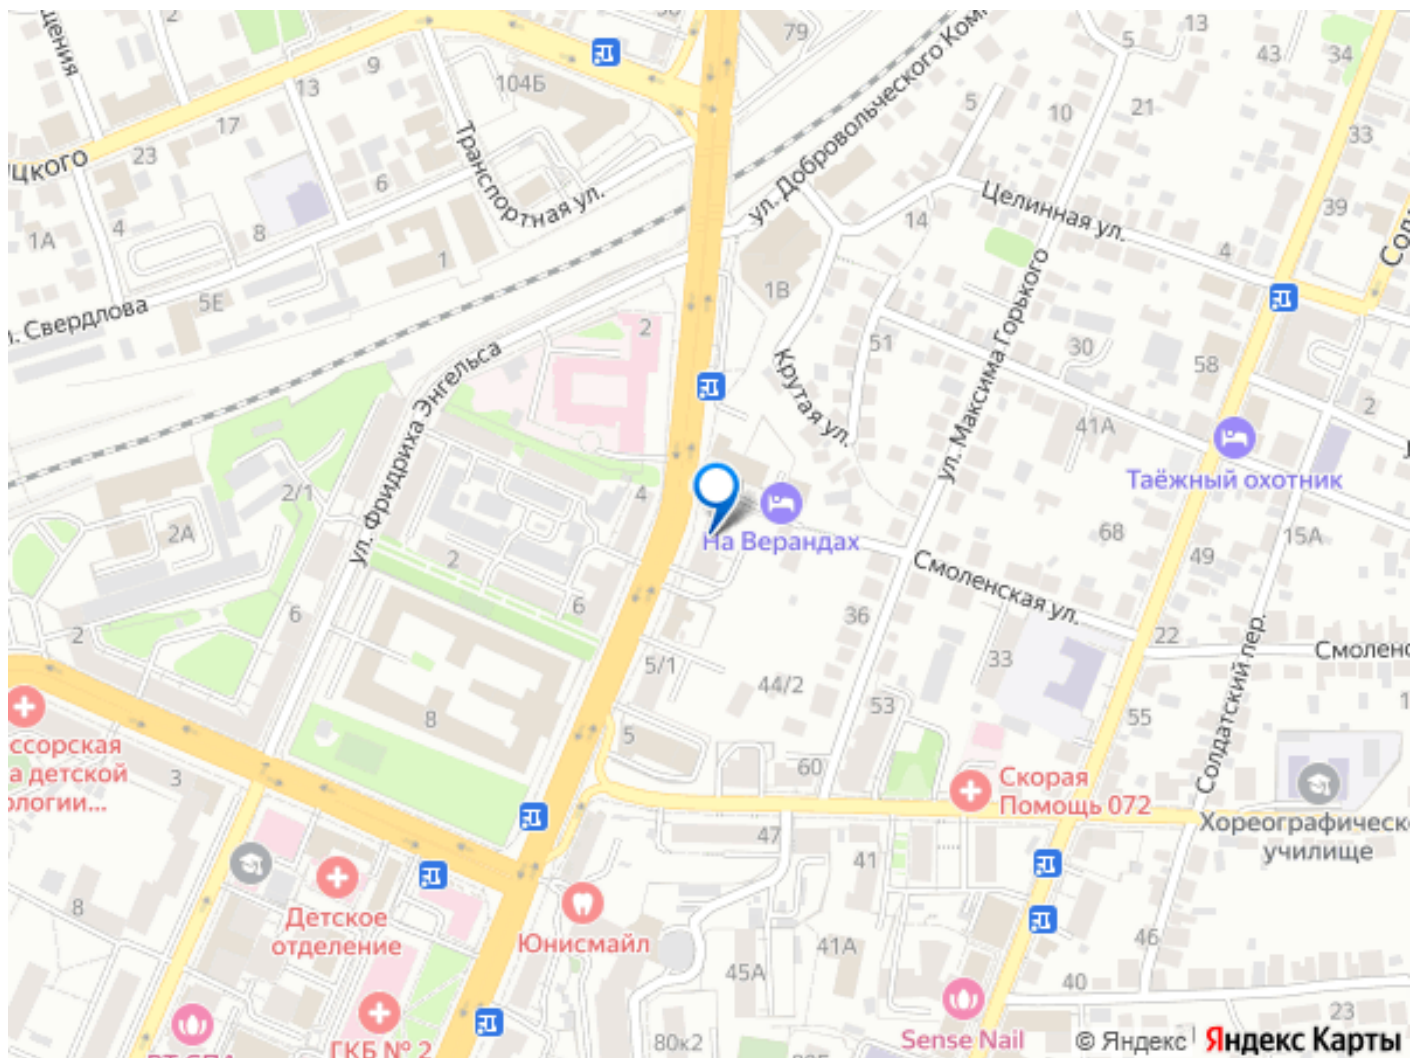 79
13
5
43
34
9
13
104Б
ул. Добровольческого Ком
5
10
21
33
17
Транспортная ул.
23
цкого
6
Целинная ул.
39
4
8
14
1А
1
4
Солд
5Е
л. Свердлова
1В
ул. Максима Горького
2
51
30
58
ул. Фридриха Энгельса
Крутая ул.
41А
2
Таёжный охотник
2/1
4
2А
На Верандах
68
15А
49
2
6
6
Смоленская ул.
36
2
22
Смоленс
5/1
33
44/2
Солдатский пер.
53
55
8
5
ссорская
а детской
ологии...
3
60
Скорая
Помощь 072
47
Хореографическо
училище
41
8
Детское
отделение
Юнисмайл
41А
46
45А
40
23
ГКБ № 2
80к2
Sense Nail
© Яндекс
Яндекс Карты